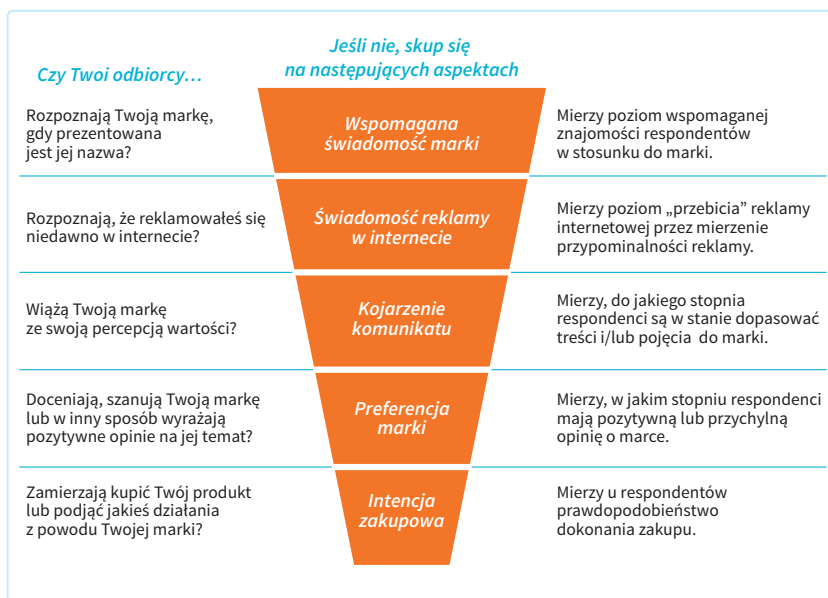 Czy Twoi odbiorcy…
Jeśli nie, skup się
na następujących aspektach
Rozpoznają Twoją markę,
gdy prezentowana
jest jej nazwa?
Wspomagana
świadomość marki
Mierzy poziom wspomaganej
znajomości respondentów
w stosunku do marki.
Rozpoznają, że reklamowałeś się
niedawno w internecie?
Świadomość reklamy
w internecie
Mierzy poziom „przebicia” reklamy
internetowej przez mierzenie
przypominalności reklamy.
Wiążą Twoją markę
ze swoją percepcją wartości?
Kojarzenie
komunikatu
Mierzy, do jakiego stopnia
respondenci są w stanie dopasować
treści i/lub pojęcia do marki.
Doceniają, szanują Twoją markę
lub w inny sposób wyrażają
pozytywne opinie na jej temat?
Preferencja
marki
Mierzy, w jakim stopniu respondenci
mają pozytywną lub przychylną
opinię o marce.
Zamierzają kupić Twój produkt
lub podjąć jakieś działania
z powodu Twojej marki?
Intencja
zakupowa
Mierzy u respondentów
prawdopodobieństwo
dokonania zakupu.